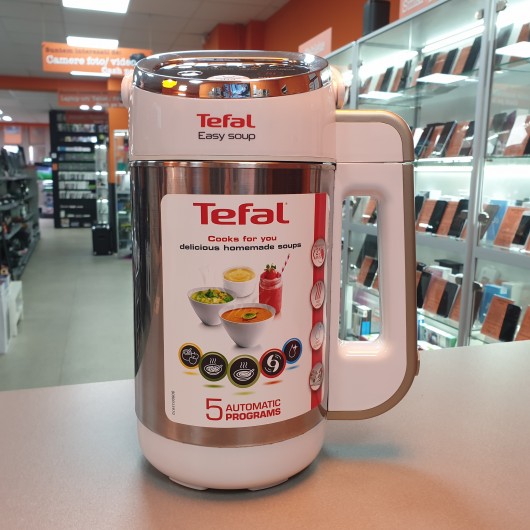 Camere foto/ video
Tefal
Easy soup
Tefal
Cooks for you
delicious homemade soups
5 AUTOMATIC
PROGRAMS